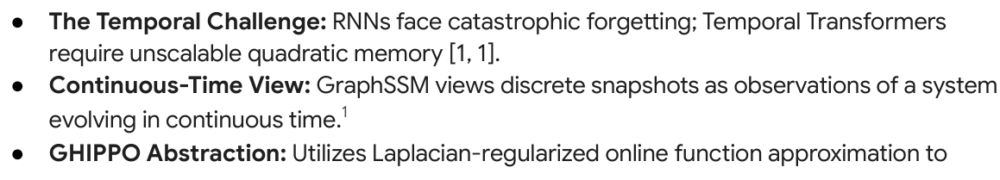 ● The Temporal Challenge: RNNs face catastrophic forgetting; Temporal Transformers
require unscalable quadratic memory [1, 1].
● Continuous-Time View: GraphSSM views discrete snapshots as observations of a system
evolving in continuous time.¹
● GHIPPO Abstraction: Utilizes Laplacian-regularized online function approximation to